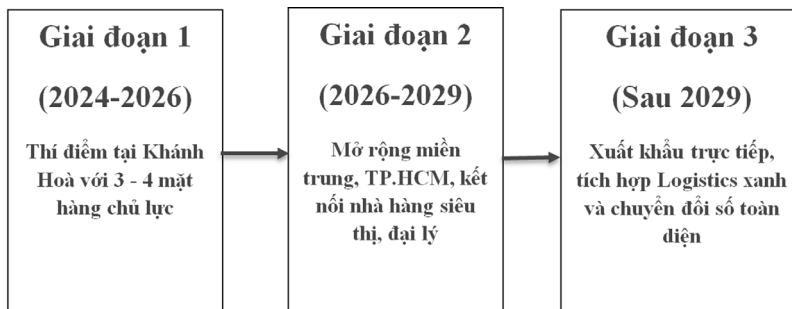 Giai đoạn 1
(2024-2026)
Thí điểm tại Khánh
Hoà với 3 - 4 mặt
hàng chủ lực
Giai đoạn 2
(2026-2029)
Mở rộng miền
trung, TP.HCM, kết
nối nhà hàng siêu
thị, đại lý
Giai đoạn 3
(Sau 2029)
Xuất khẩu trực tiếp,
tích hợp Logistics xanh
và chuyển đổi số toàn
diện